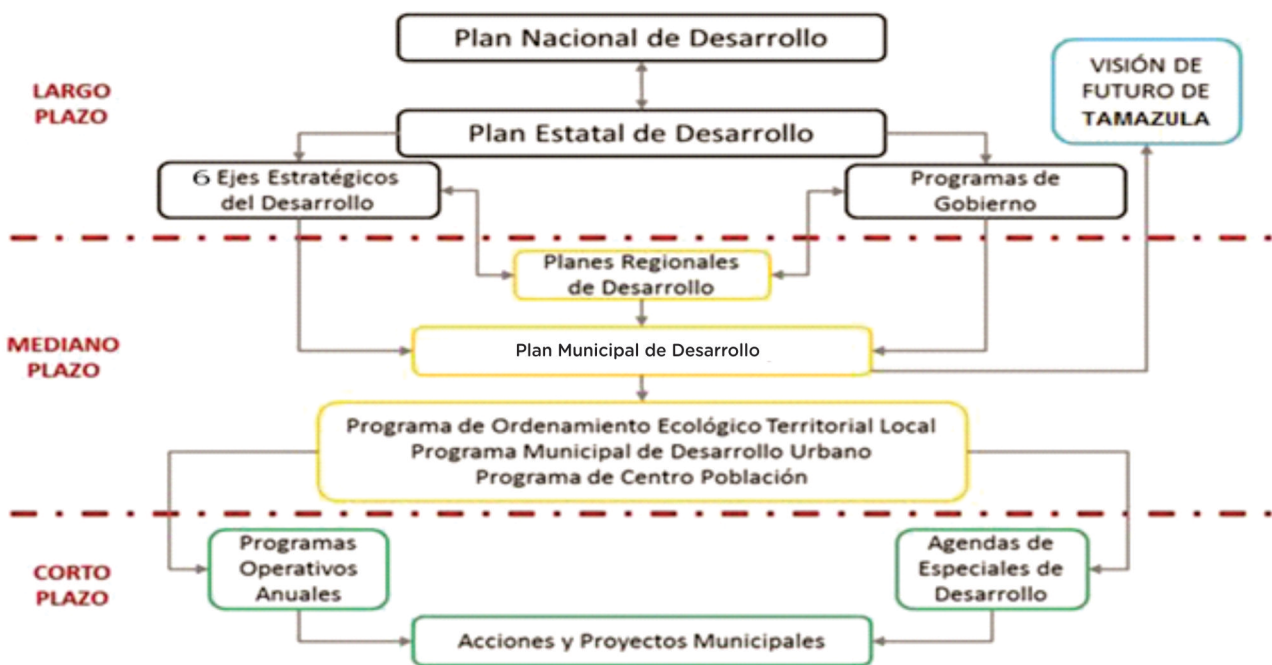 Plan Nacional de Desarrollo
VISIÓN DE
FUTURO DE
TAMAZULA
LARGO
PLAZO
Plan Estatal de Desarrollo
6 Ejes Estratégicos
del Desarrollo
Programas de
Gobierno
Planes Regionales
de Desarrollo
MEDIANO
PLAZO
Plan Municipal de Desarrollo
Programa de Ordenamiento Ecológico Territorial Local
Programa Municipal de Desarrollo Urbano
Programa de Centro Población
CORTO
PLAZO
Programas
Operativos
Anuales
Agendas de
Especiales de
Desarrollo
Acciones y Proyectos Municipales